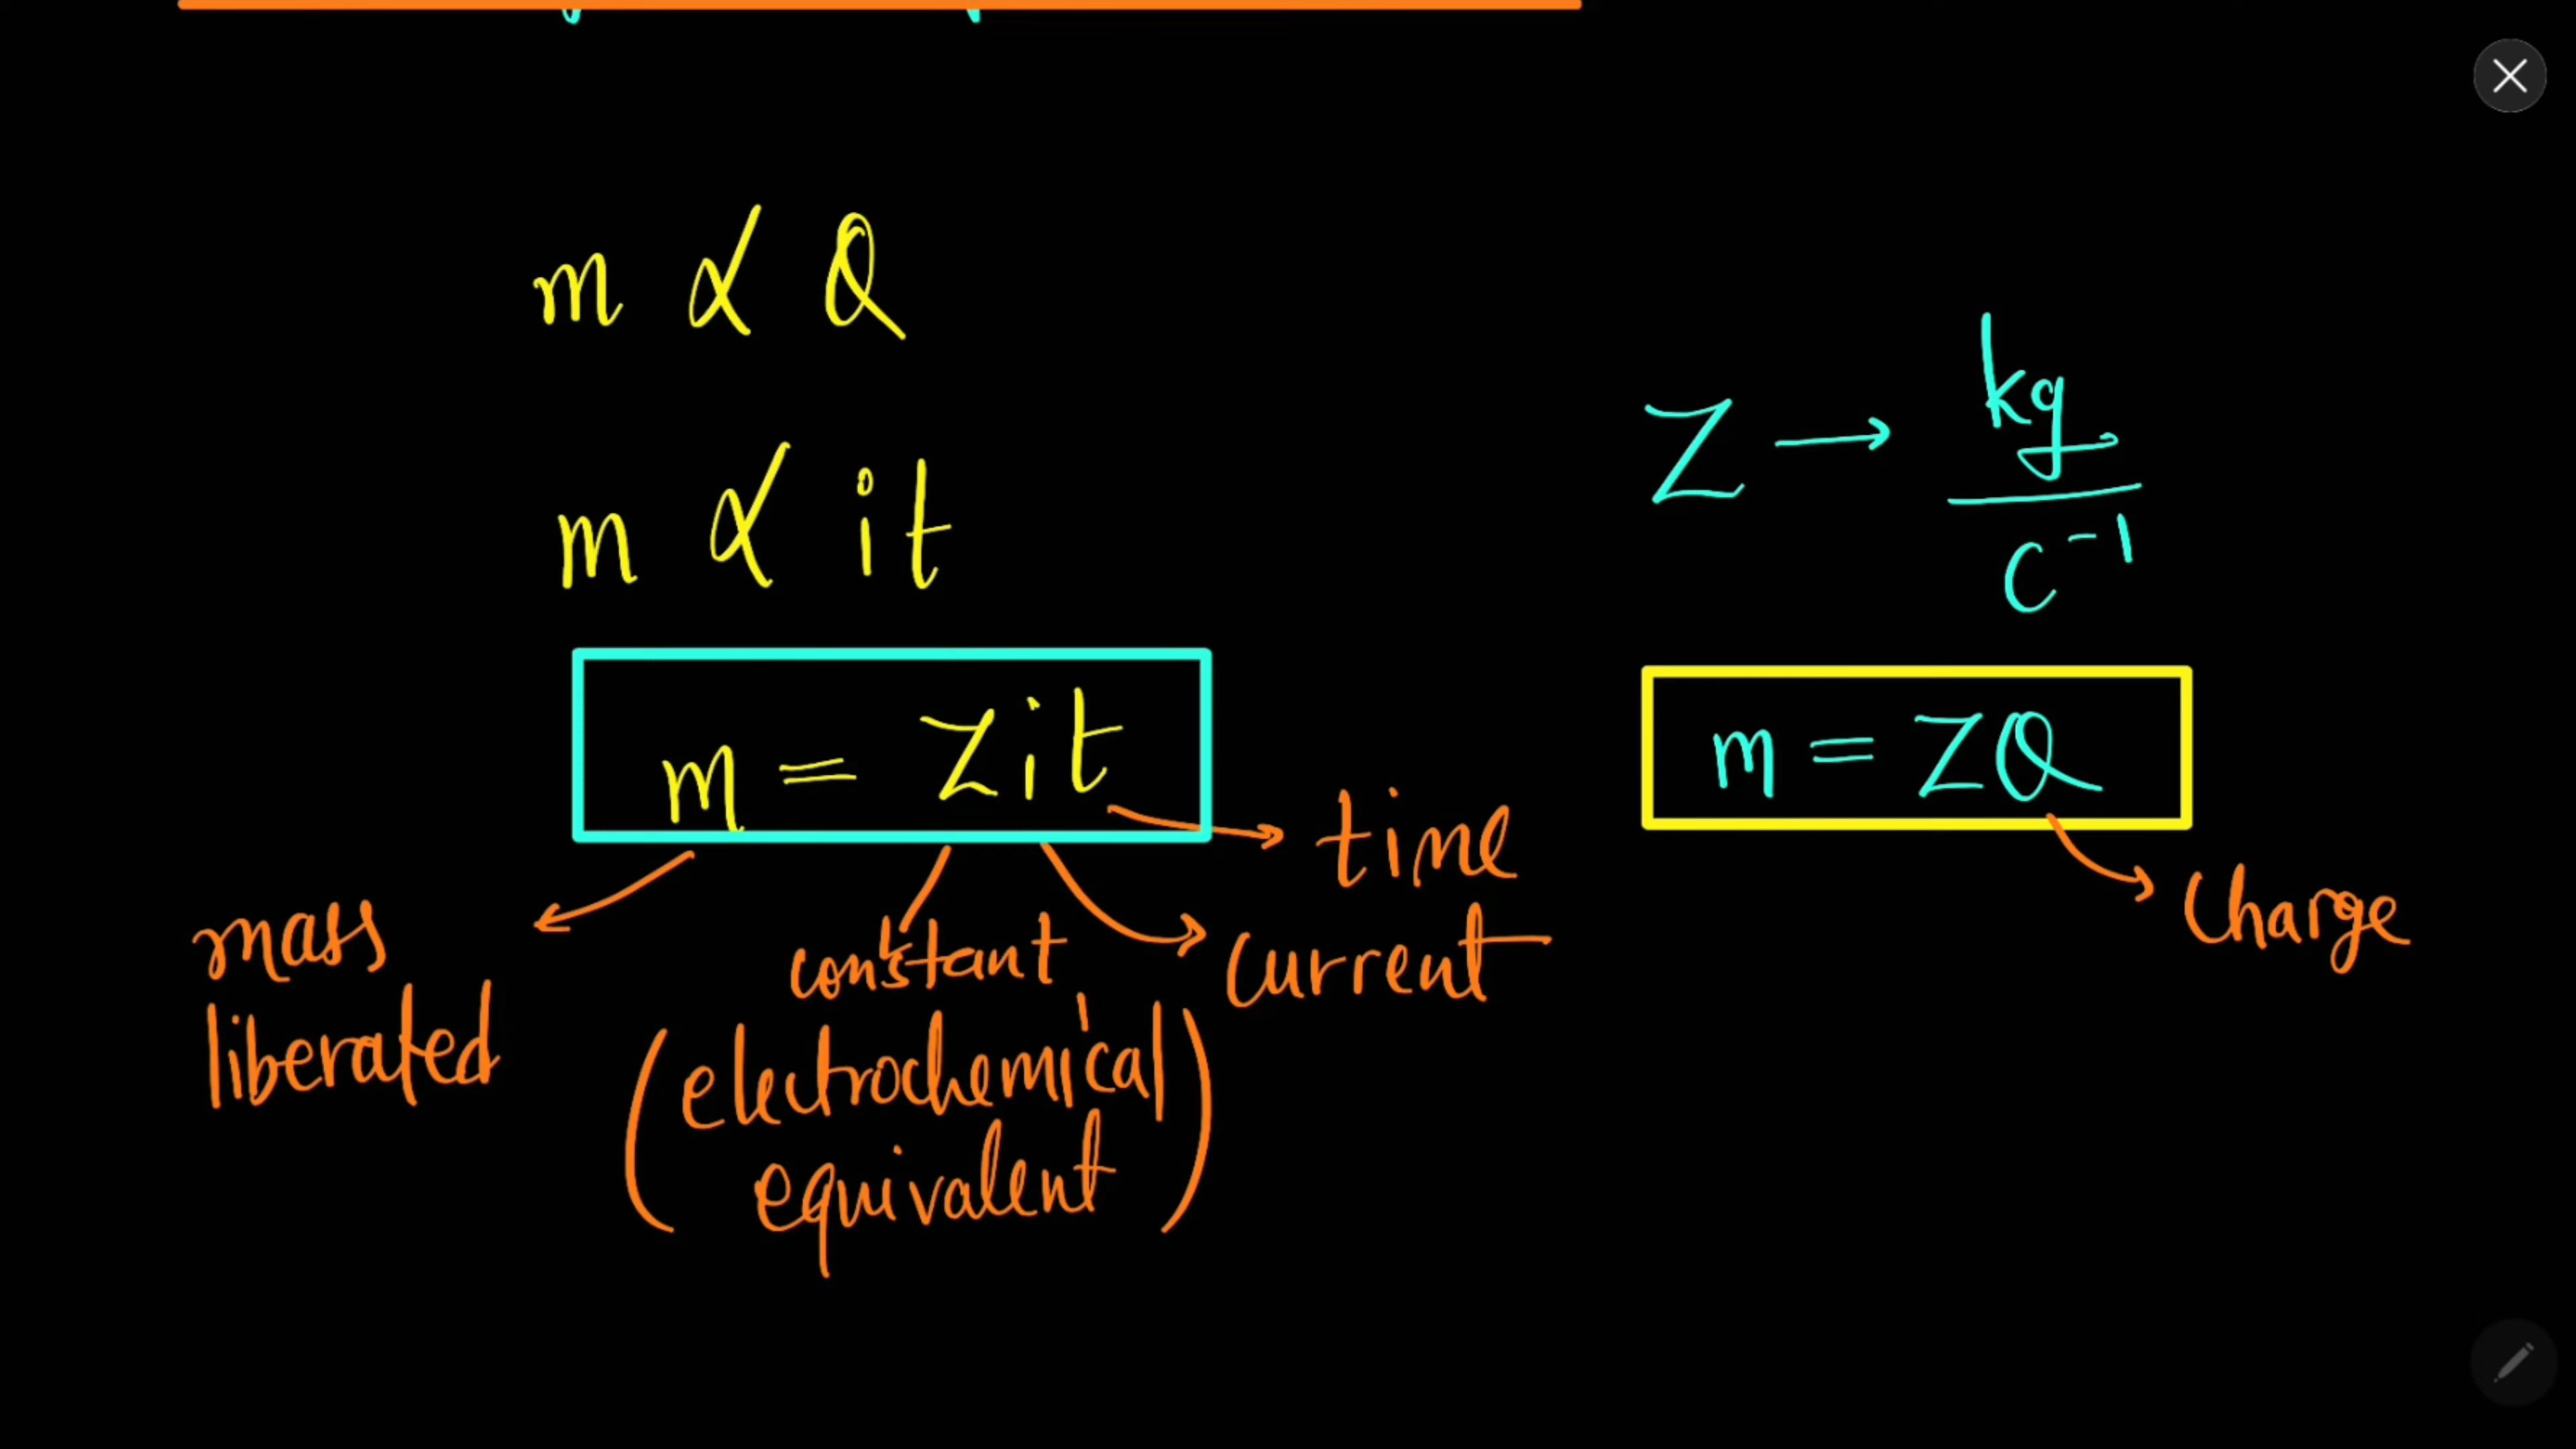 m ∝ Q
m ∝ it
m = Zit
time
mass
liberated
constant
current
(electrochemical
equivalent)
Z → kg
C⁻¹
m = ZQ
Charge